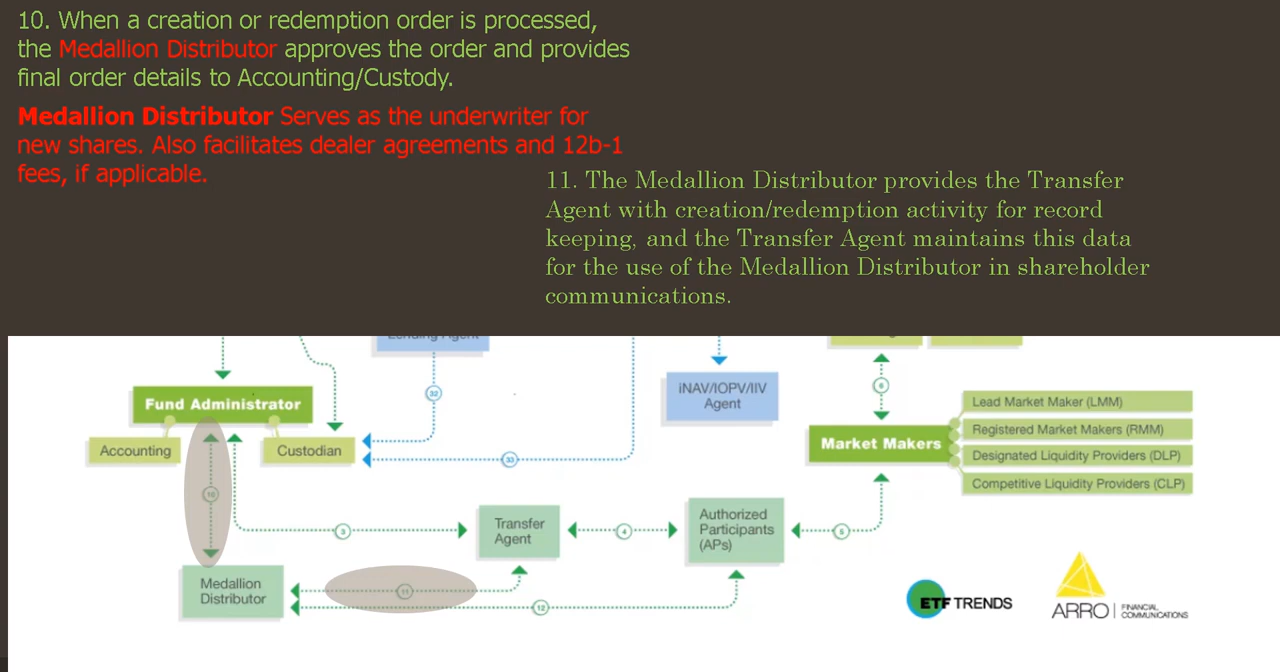 10. When a creation or redemption order is processed,
the Medallion Distributor approves the order and provides
final order details to Accounting/Custody.
Medallion Distributor Serves as the underwriter for
new shares. Also facilitates dealer agreements and 12b-1
fees, if applicable.
11. The Medallion Distributor provides the Transfer
Agent with creation/redemption activity for record
keeping, and the Transfer Agent maintains this data
for the use of the Medallion Distributor in shareholder
communications.
Lending Agent
Fund Administrator
Accounting
Custodian
32
33
iNAV/IOPV/IIV
Agent
6
Market Makers
Lead Market Maker (LMM)
Registered Market Makers (RMM)
Designated Liquidity Providers (DLP)
Competitive Liquidity Providers (CLP)
10
3
Transfer
Agent
4
Authorized
Participants
(APs)
5
Medallion
Distributor
11
12
ETF TRENDS
ARRO
FINANCIAL
COMMUNICATIONS